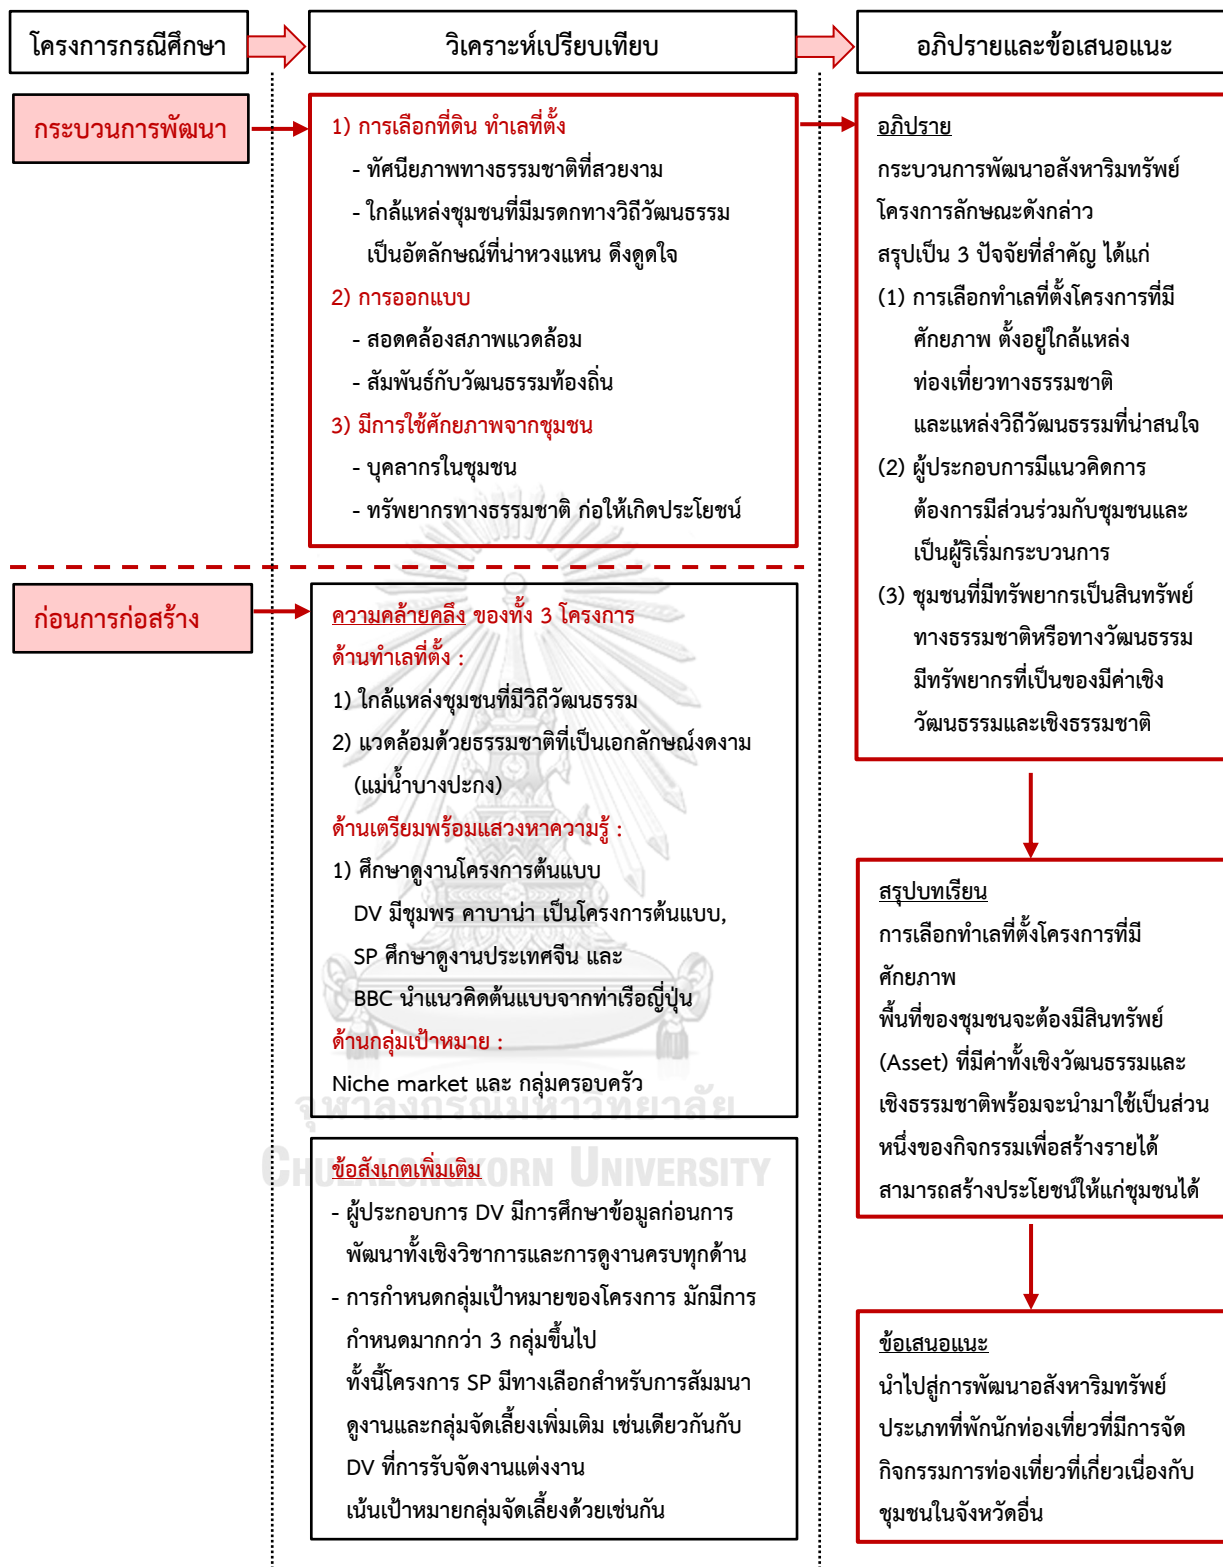 โครงการกรณีศึกษา
วิเคราะห์เปรียบเทียบ
อภิปรายและข้อเสนอแนะ
กระบวนการพัฒนา
1) การเลือกที่ดิน ทำเลที่ตั้ง
- ทัศนียภาพทางธรรมชาติที่สวยงาม
- ใกล้แหล่งชุมชนที่มีมรดกทางวิถีวัฒนธรรม
เป็นอัตลักษณ์ที่น่าหวงแหน ดึงดูดใจ
2) การออกแบบ
- สอดคล้องสภาพแวดล้อม
- สัมพันธ์กับวัฒนธรรมท้องถิ่น
3) มีการใช้ศักยภาพจากชุมชน
- บุคลากรในชุมชน
- ทรัพยากรทางธรรมชาติ ก่อให้เกิดประโยชน์
ก่อนการก่อสร้าง
ความคล้ายคลึง ของทั้ง 3 โครงการ
ด้านทำเลที่ตั้ง :
1) ใกล้แหล่งชุมชนที่มีวิถีวัฒนธรรม
2) แวดล้อมด้วยธรรมชาติที่เป็นเอกลักษณ์งดงาม
(แม่น้ำบางปะกง)
ด้านเตรียมพร้อมแสวงหาความรู้ :
1) ศึกษาดูงานโครงการต้นแบบ
DV มีชุมพร คาบาน่า เป็นโครงการต้นแบบ,
SP ศึกษาดูงานประเทศจีน และ
BBC นำแนวคิดต้นแบบจากท่าเรือญี่ปุ่น
ด้านกลุ่มเป้าหมาย :
Niche market และ กลุ่มครอบครัว
จุฬาลงกรณ์มหาวิทยาลัย
CHULALONGKORN UNIVERSITY
ข้อสังเกตเพิ่มเติม
- ผู้ประกอบการ DV มีการศึกษาข้อมูลก่อนการ
พัฒนาทั้งเชิงวิชาการและการดูงานครบทุกด้าน
- การกำหนดกลุ่มเป้าหมายของโครงการ มักมีการ
กำหนดมากกว่า 3 กลุ่มขึ้นไป
ทั้งนี้โครงการ SP มีทางเลือกสำหรับการสัมมนา
ดูงานและกลุ่มจัดเลี้ยงเพิ่มเติม เช่นเดียวกันกับ
DV ที่การรับจัดงานแต่งงาน
เน้นเป้าหมายกลุ่มจัดเลี้ยงด้วยเช่นกัน
อภิปราย
กระบวนการพัฒนาอสังหาริมทรัพย์
โครงการลักษณะดังกล่าว
สรุปเป็น 3 ปัจจัยที่สำคัญ ได้แก่
(1) การเลือกทำเลที่ตั้งโครงการที่มี
ศักยภาพ ตั้งอยู่ใกล้แหล่ง
ท่องเที่ยวทางธรรมชาติ
และแหล่งวิถีวัฒนธรรมที่น่าสนใจ
(2) ผู้ประกอบการมีแนวคิดการ
ต้องการมีส่วนร่วมกับชุมชนและ
เป็นผู้ริเริ่มกระบวนการ
(3) ชุมชนที่มีทรัพยากรเป็นสินทรัพย์
ทางธรรมชาติหรือทางวัฒนธรรม
มีทรัพยากรที่เป็นของมีค่าเชิง
วัฒนธรรมและเชิงธรรมชาติ
สรุปบทเรียน
การเลือกทำเลที่ตั้งโครงการที่มี
ศักยภาพ
พื้นที่ของชุมชนจะต้องมีสินทรัพย์
(Asset) ที่มีค่าทั้งเชิงวัฒนธรรมและ
เชิงธรรมชาติพร้อมจะนำมาใช้เป็นส่วน
หนึ่งของกิจกรรมเพื่อสร้างรายได้
สามารถสร้างประโยชน์ให้แก่ชุมชนได้
ข้อเสนอแนะ
นำไปสู่การพัฒนาอสังหาริมทรัพย์
ประเภทที่พักนักท่องเที่ยวที่มีการจัด
กิจกรรมการท่องเที่ยวที่เกี่ยวเนื่องกับ
ชุมชนในจังหวัดอื่น